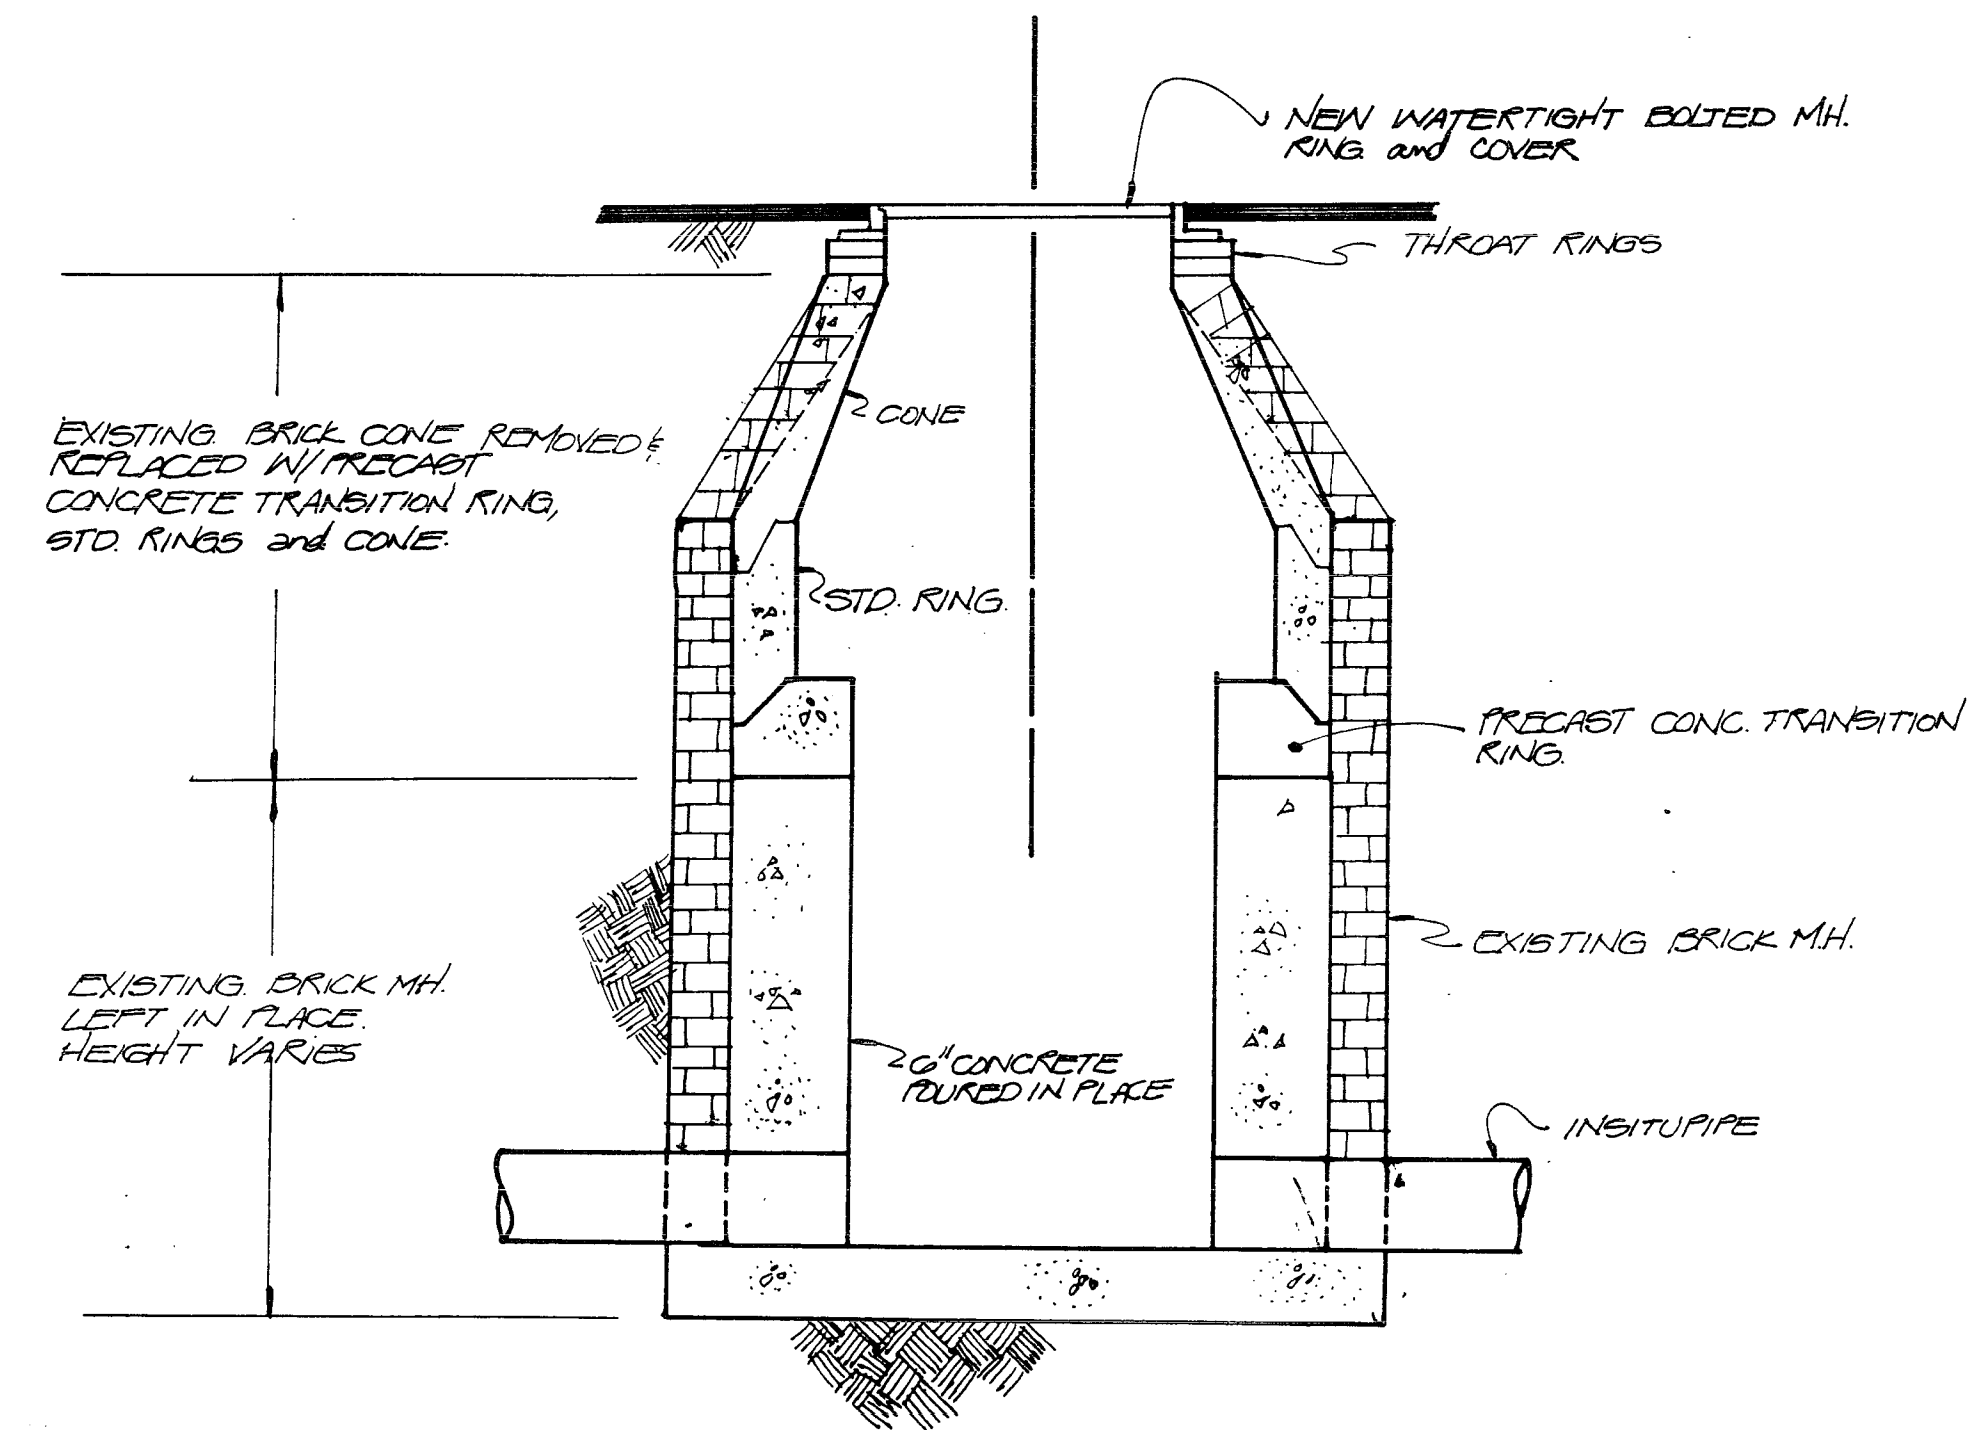 NEW WATERTIGHT BOLTED MH.
RING and COVER
THROAT RINGS
CONE
EXISTING BRICK CONE REMOVED &
REPLACED W/PRECAST
CONCRETE TRANSITION RING,
STD. RINGS and CONE.
STD. RING.
PRECAST CONC. TRANSITION
RING.
EXISTING BRICK M.H.
EXISTING BRICK MH.
LEFT IN PLACE.
HEIGHT VARIES
6" CONCRETE
POURED IN PLACE
INSITUPIPE